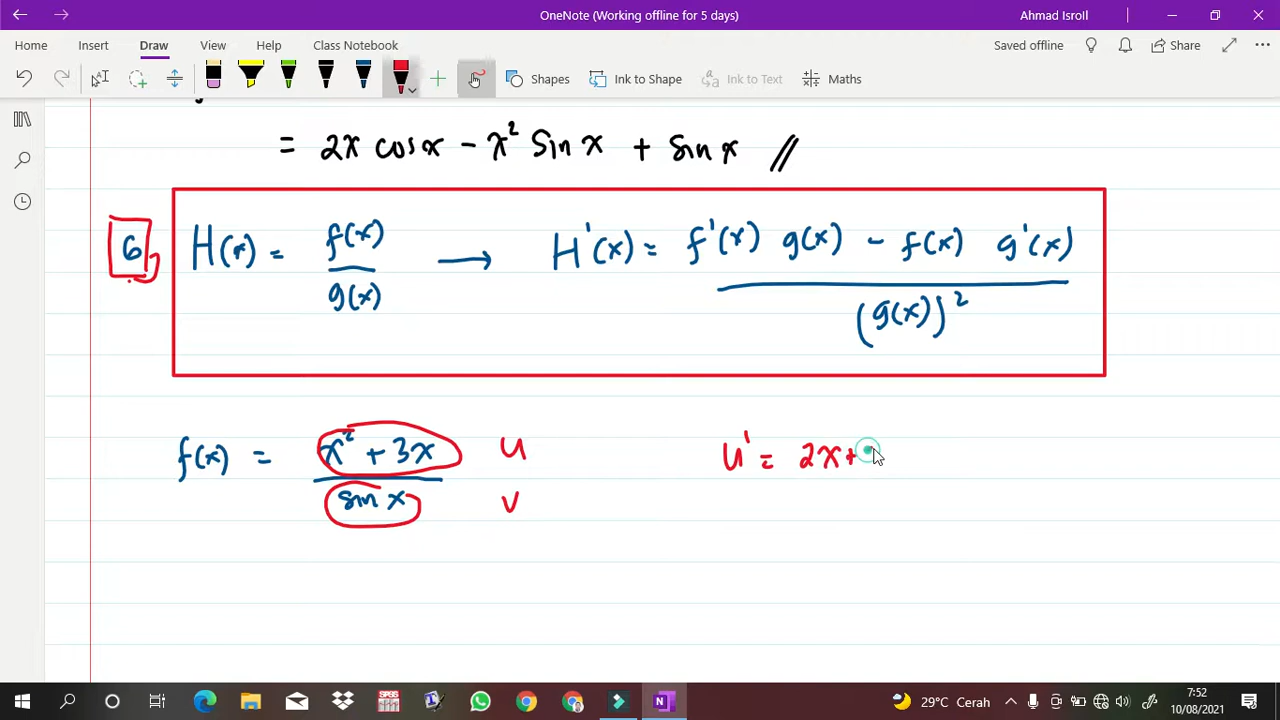 OneNote (Working offline for 5 days)
Ahmad IsroiI
Home Insert Draw View Help Class Notebook
Saved offline Share
Shapes Ink to Shape Ink to Text Maths
= 2x cos x - x² Sin x + sin x //
6 H(x) = f(x)/g(x) → H'(x) = f'(x) g(x) - f(x) g'(x) / (g(x))²
f(x) = x² + 3x / sin x
u
v
u' = 2x+
29°C Cerah
7:52
10/08/2021